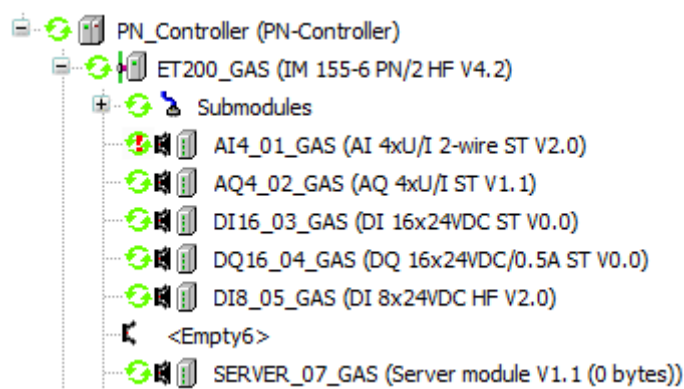 PN_Controller (PN-Controller)
ET200_GAS (IM 155-6 PN/2 HF V4.2)
Submodules
AI4_01_GAS (AI 4xU/I 2-wire ST V2.0)
AQ4_02_GAS (AQ 4xU/I ST V1.1)
DI16_03_GAS (DI 16x24VDC ST V0.0)
DQ16_04_GAS (DQ 16x24VDC/0.5A ST V0.0)
DI8_05_GAS (DI 8x24VDC HF V2.0)
<Empty6>
SERVER_07_GAS (Server module V1.1 (0 bytes))